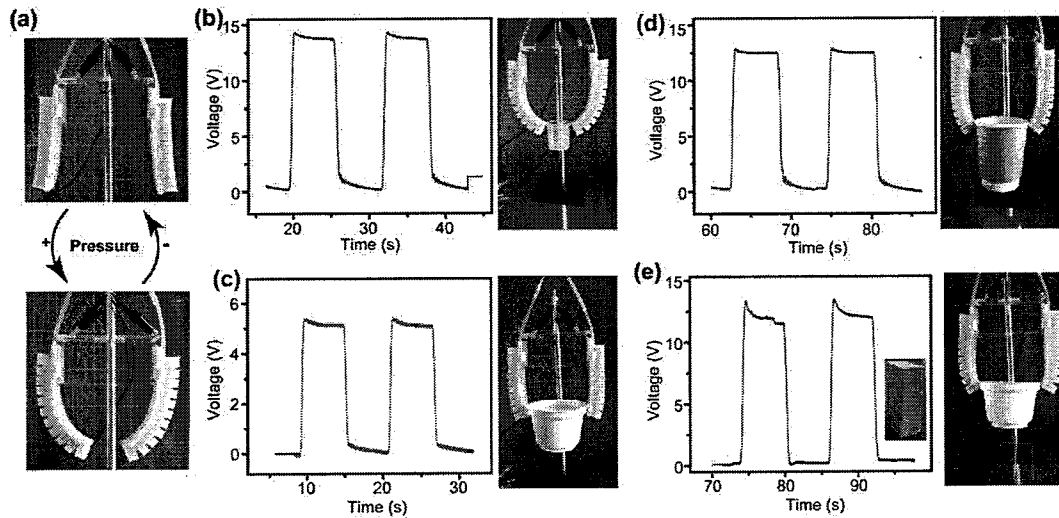 (a)
+ Pressure -
(b)
Voltage (V)
15
10
5
0
20 30 40
Time (s)
(c)
Voltage (V)
6
4
2
0
10 20 30
Time (s)
(d)
Voltage (V)
15
10
5
0
60 70 80
Time (s)
(e)
Voltage (V)
15
10
5
0
70 80 90
Time (s)